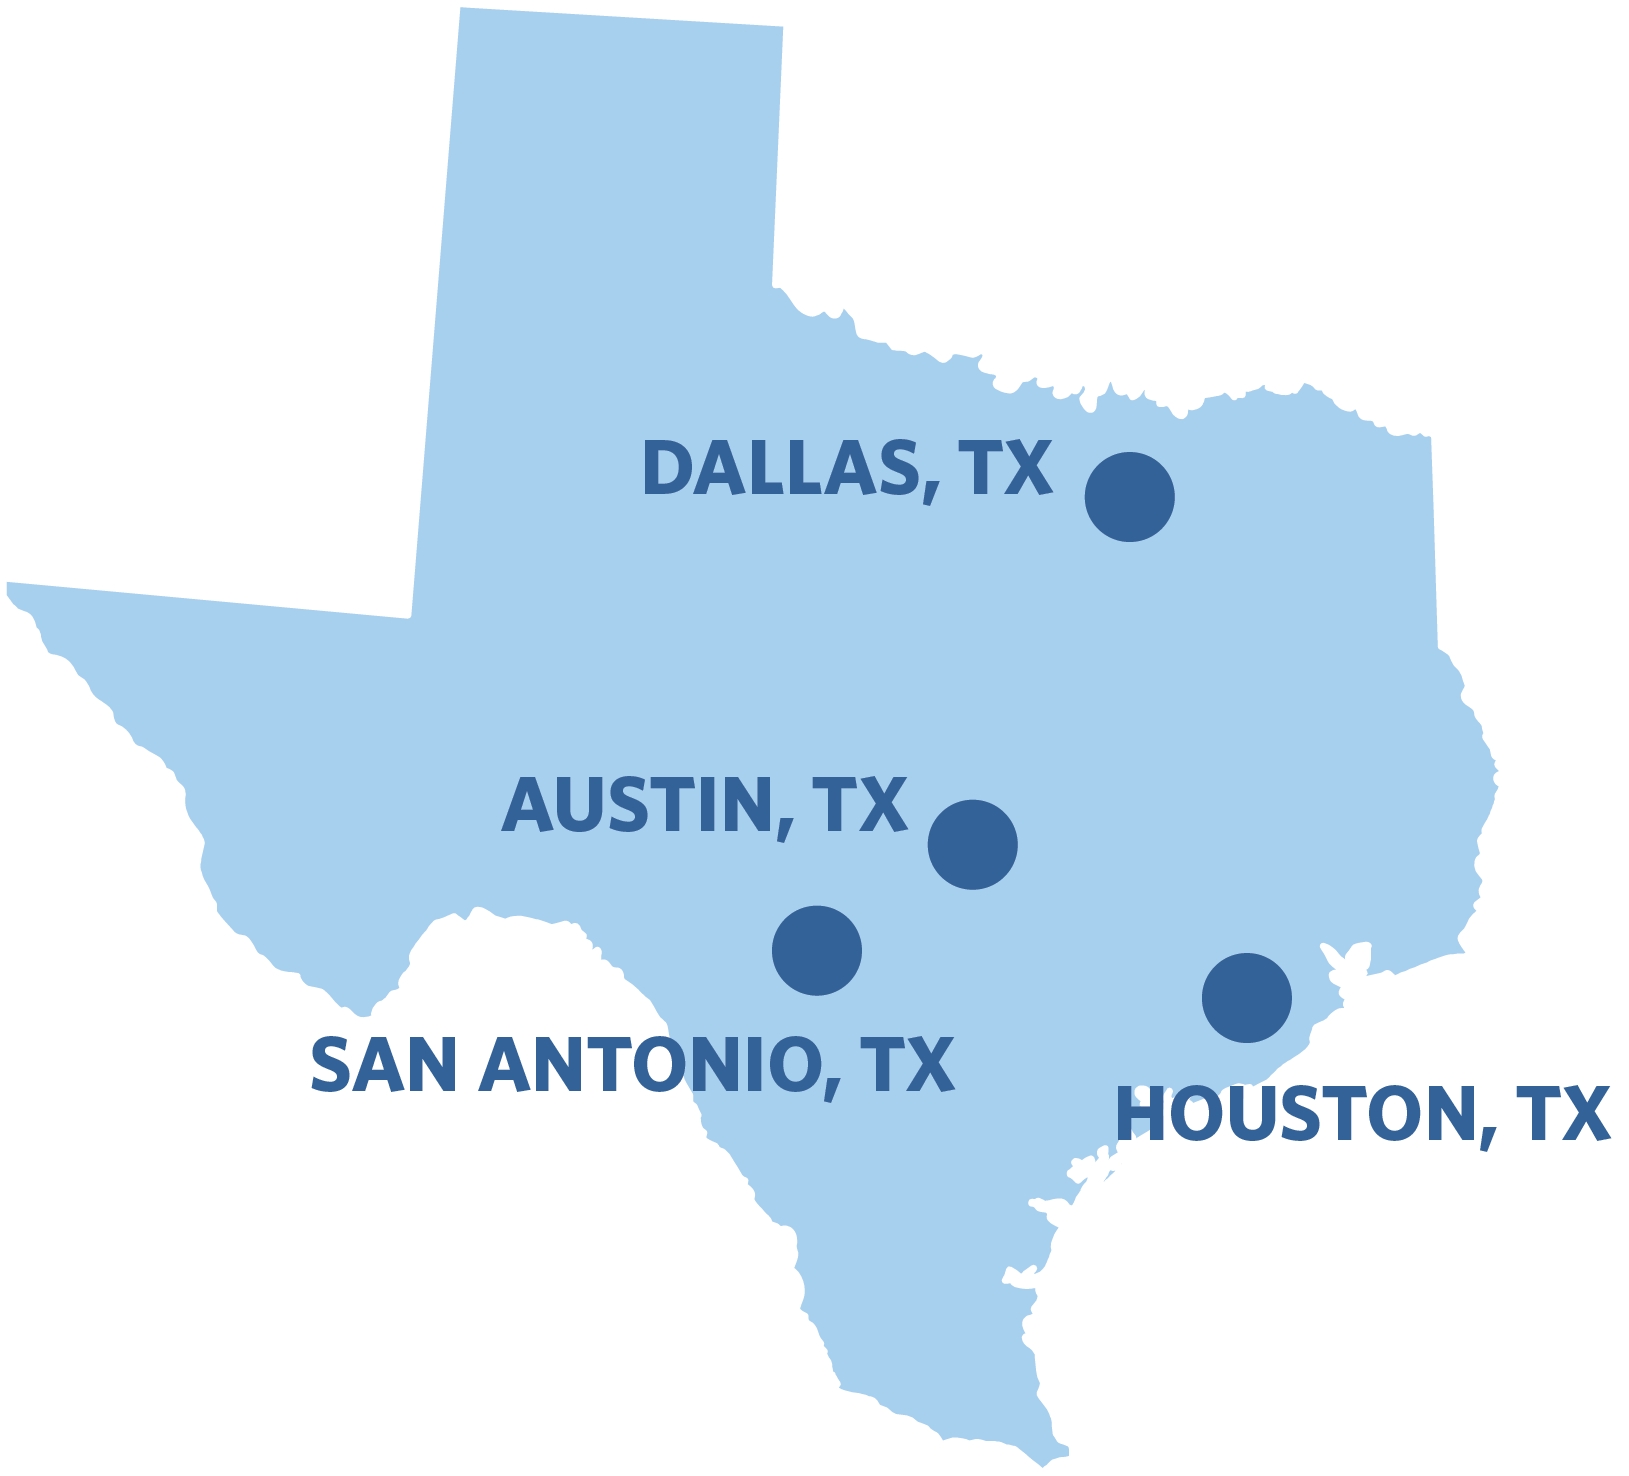 DALLAS, TX
AUSTIN, TX
SAN ANTONIO, TX
HOUSTON, TX